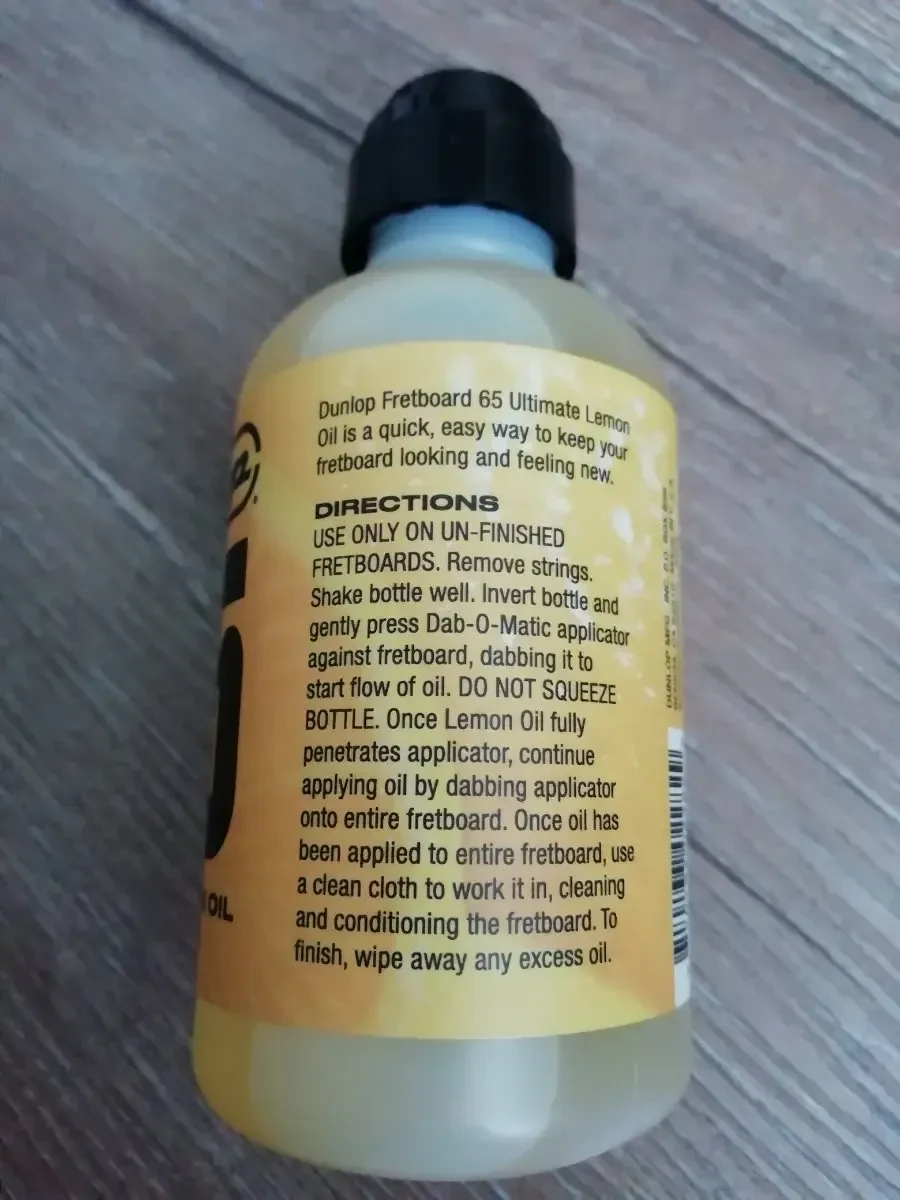 Dunlop Fretboard 65 Ultimate Lemon
Oil is a quick, easy way to keep your
fretboard looking and feeling new.
DIRECTIONS
USE ONLY ON UN-FINISHED
FRETBOARDS. Remove strings.
Shake bottle well. Invert bottle and
gently press Dab-O-Matic applicator
against fretboard, dabbing it to
start flow of oil. DO NOT SQUEEZE
BOTTLE. Once Lemon Oil fully
penetrates applicator, continue
applying oil by dabbing applicator
onto entire fretboard. Once oil has
been applied to entire fretboard, use
a clean cloth to work it in, cleaning
and conditioning the fretboard. To
finish, wipe away any excess oil.
OIL
DUNLOP MFG. INC. P.O. BOX